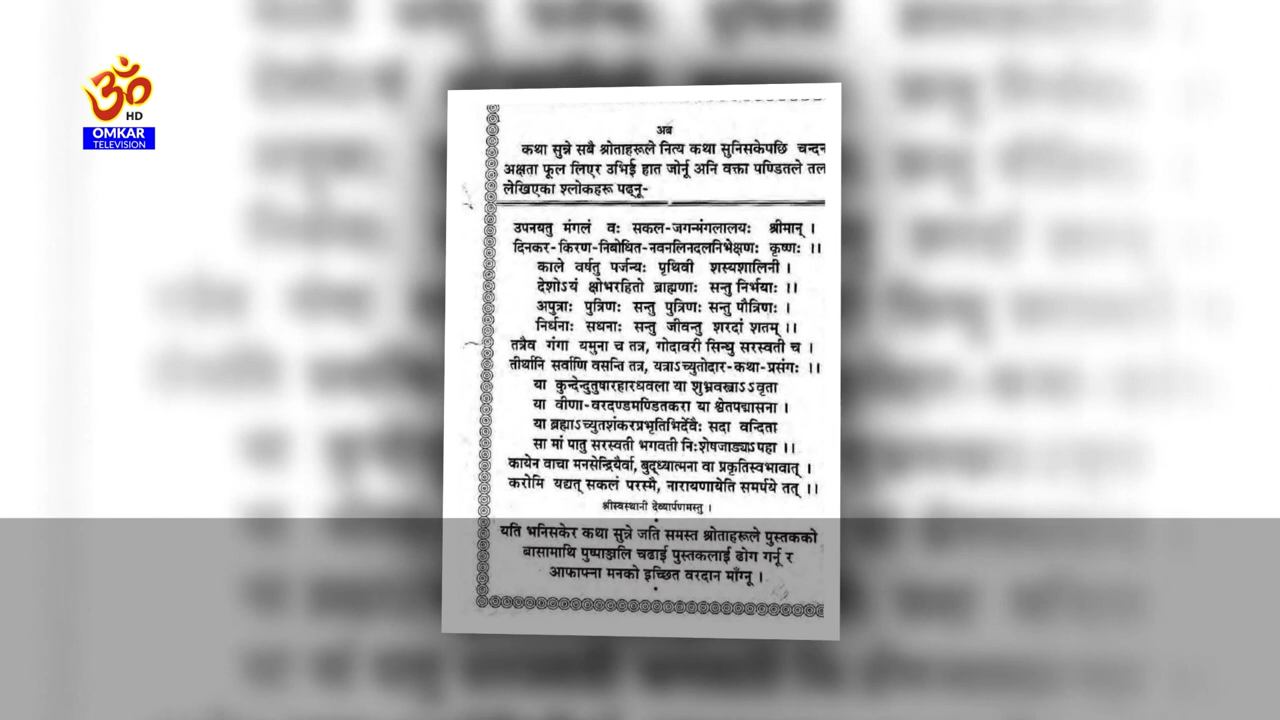 ॐ
HD
OMKAR
TELEVISION
अब
कथा सुन्ने सबै श्रोताहरूले नित्य कथा सुनिसकेपछि चन्दन
अक्षता फूल लिएर उभिई हात जोर्नू अनि वक्ता पण्डितले तल
लेखिएका श्लोकहरू पढ्नू-
उपनयतु मंगलं वः सकल-जगन्मंगलालयः श्रीमान् ।
दिनकर-किरण-निबोधित-नवनलिनदलनिभेक्षणः कृष्णः ।।
काले वर्षतु पर्जन्यः पृथिवी शस्यशालिनी ।
देशोऽयं क्षोभरहितो ब्राह्मणाः सन्तु निर्भयाः ।।
अपुत्राः पुत्रिणः सन्तु पुत्रिणः सन्तु पौत्रिणः ।
निर्धनाः सधनाः सन्तु जीवन्तु शरदां शतम् ।।
तत्रैव गंगा यमुना च तत्र, गोदावरी सिन्धु सरस्वती च ।
तीर्थानि सर्वाणि वसन्ति तत्र, यत्राऽच्युतोदार-कथा-प्रसंगः ।।
या कुन्देन्दुतुषारहारधवला या शुभ्रवस्त्राऽऽवृता
या वीणा-वरदण्डमण्डितकरा या श्वेतपद्मासना ।
या ब्रह्माऽच्युतशंकरप्रभृतिभिर्देवैः सदा वन्दिता
सा मां पातु सरस्वती भगवती निःशेषजाड्याऽपहा ।।
कायेन वाचा मनसेन्द्रियैर्वा, बुद्ध्यात्मना वा प्रकृतिस्वभावात् ।
करोमि यद्यत् सकलं परस्मै, नारायणायेति समर्पये तत् ।।
श्रीस्वस्थानी देव्यार्पणमस्तु ।
यति भनिसकेर कथा सुन्ने जति समस्त श्रोताहरूले पुस्तकको
बासामाथि पुष्पाञ्जलि चढाई पुस्तकलाई ढोग गर्नू र
आफाफ्ना मनको इच्छित वरदान माँग्नू ।